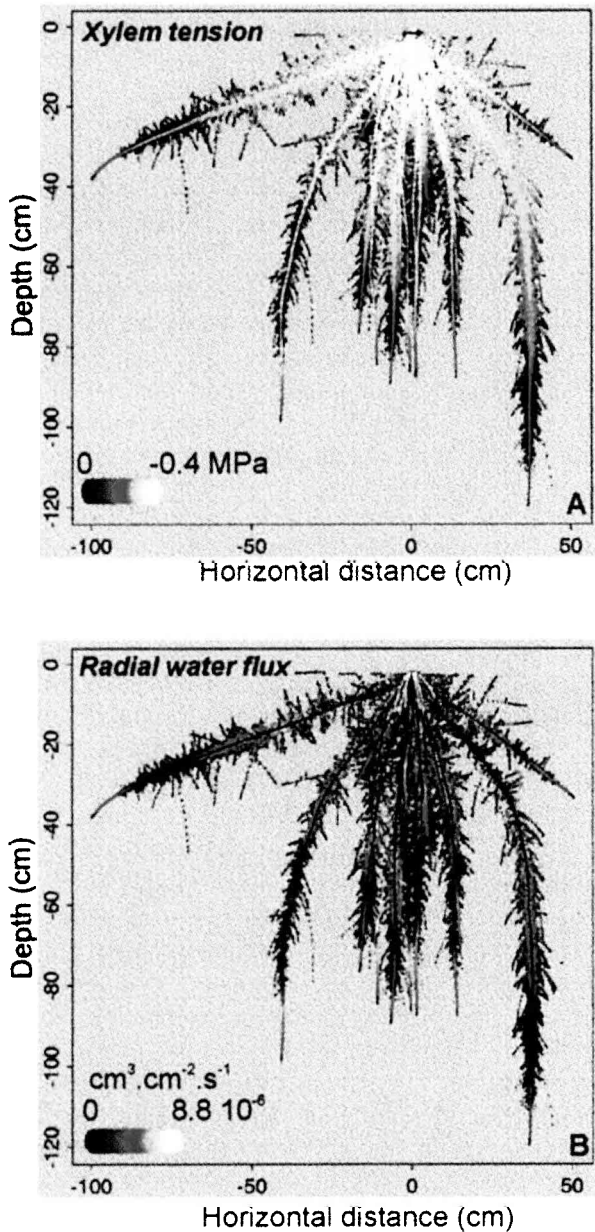 Xylem tension
0
-20
-40
-60
-80
-100
-120
Depth (cm)
0 -0.4 MPa
A
-100 -50 0 50
Horizontal distance (cm)
Radial water flux
0
-20
-40
-60
-80
-100
-120
Depth (cm)
cm³.cm⁻².s⁻¹
0 8.8 10⁻⁶
B
-100 -50 0 50
Horizontal distance (cm)